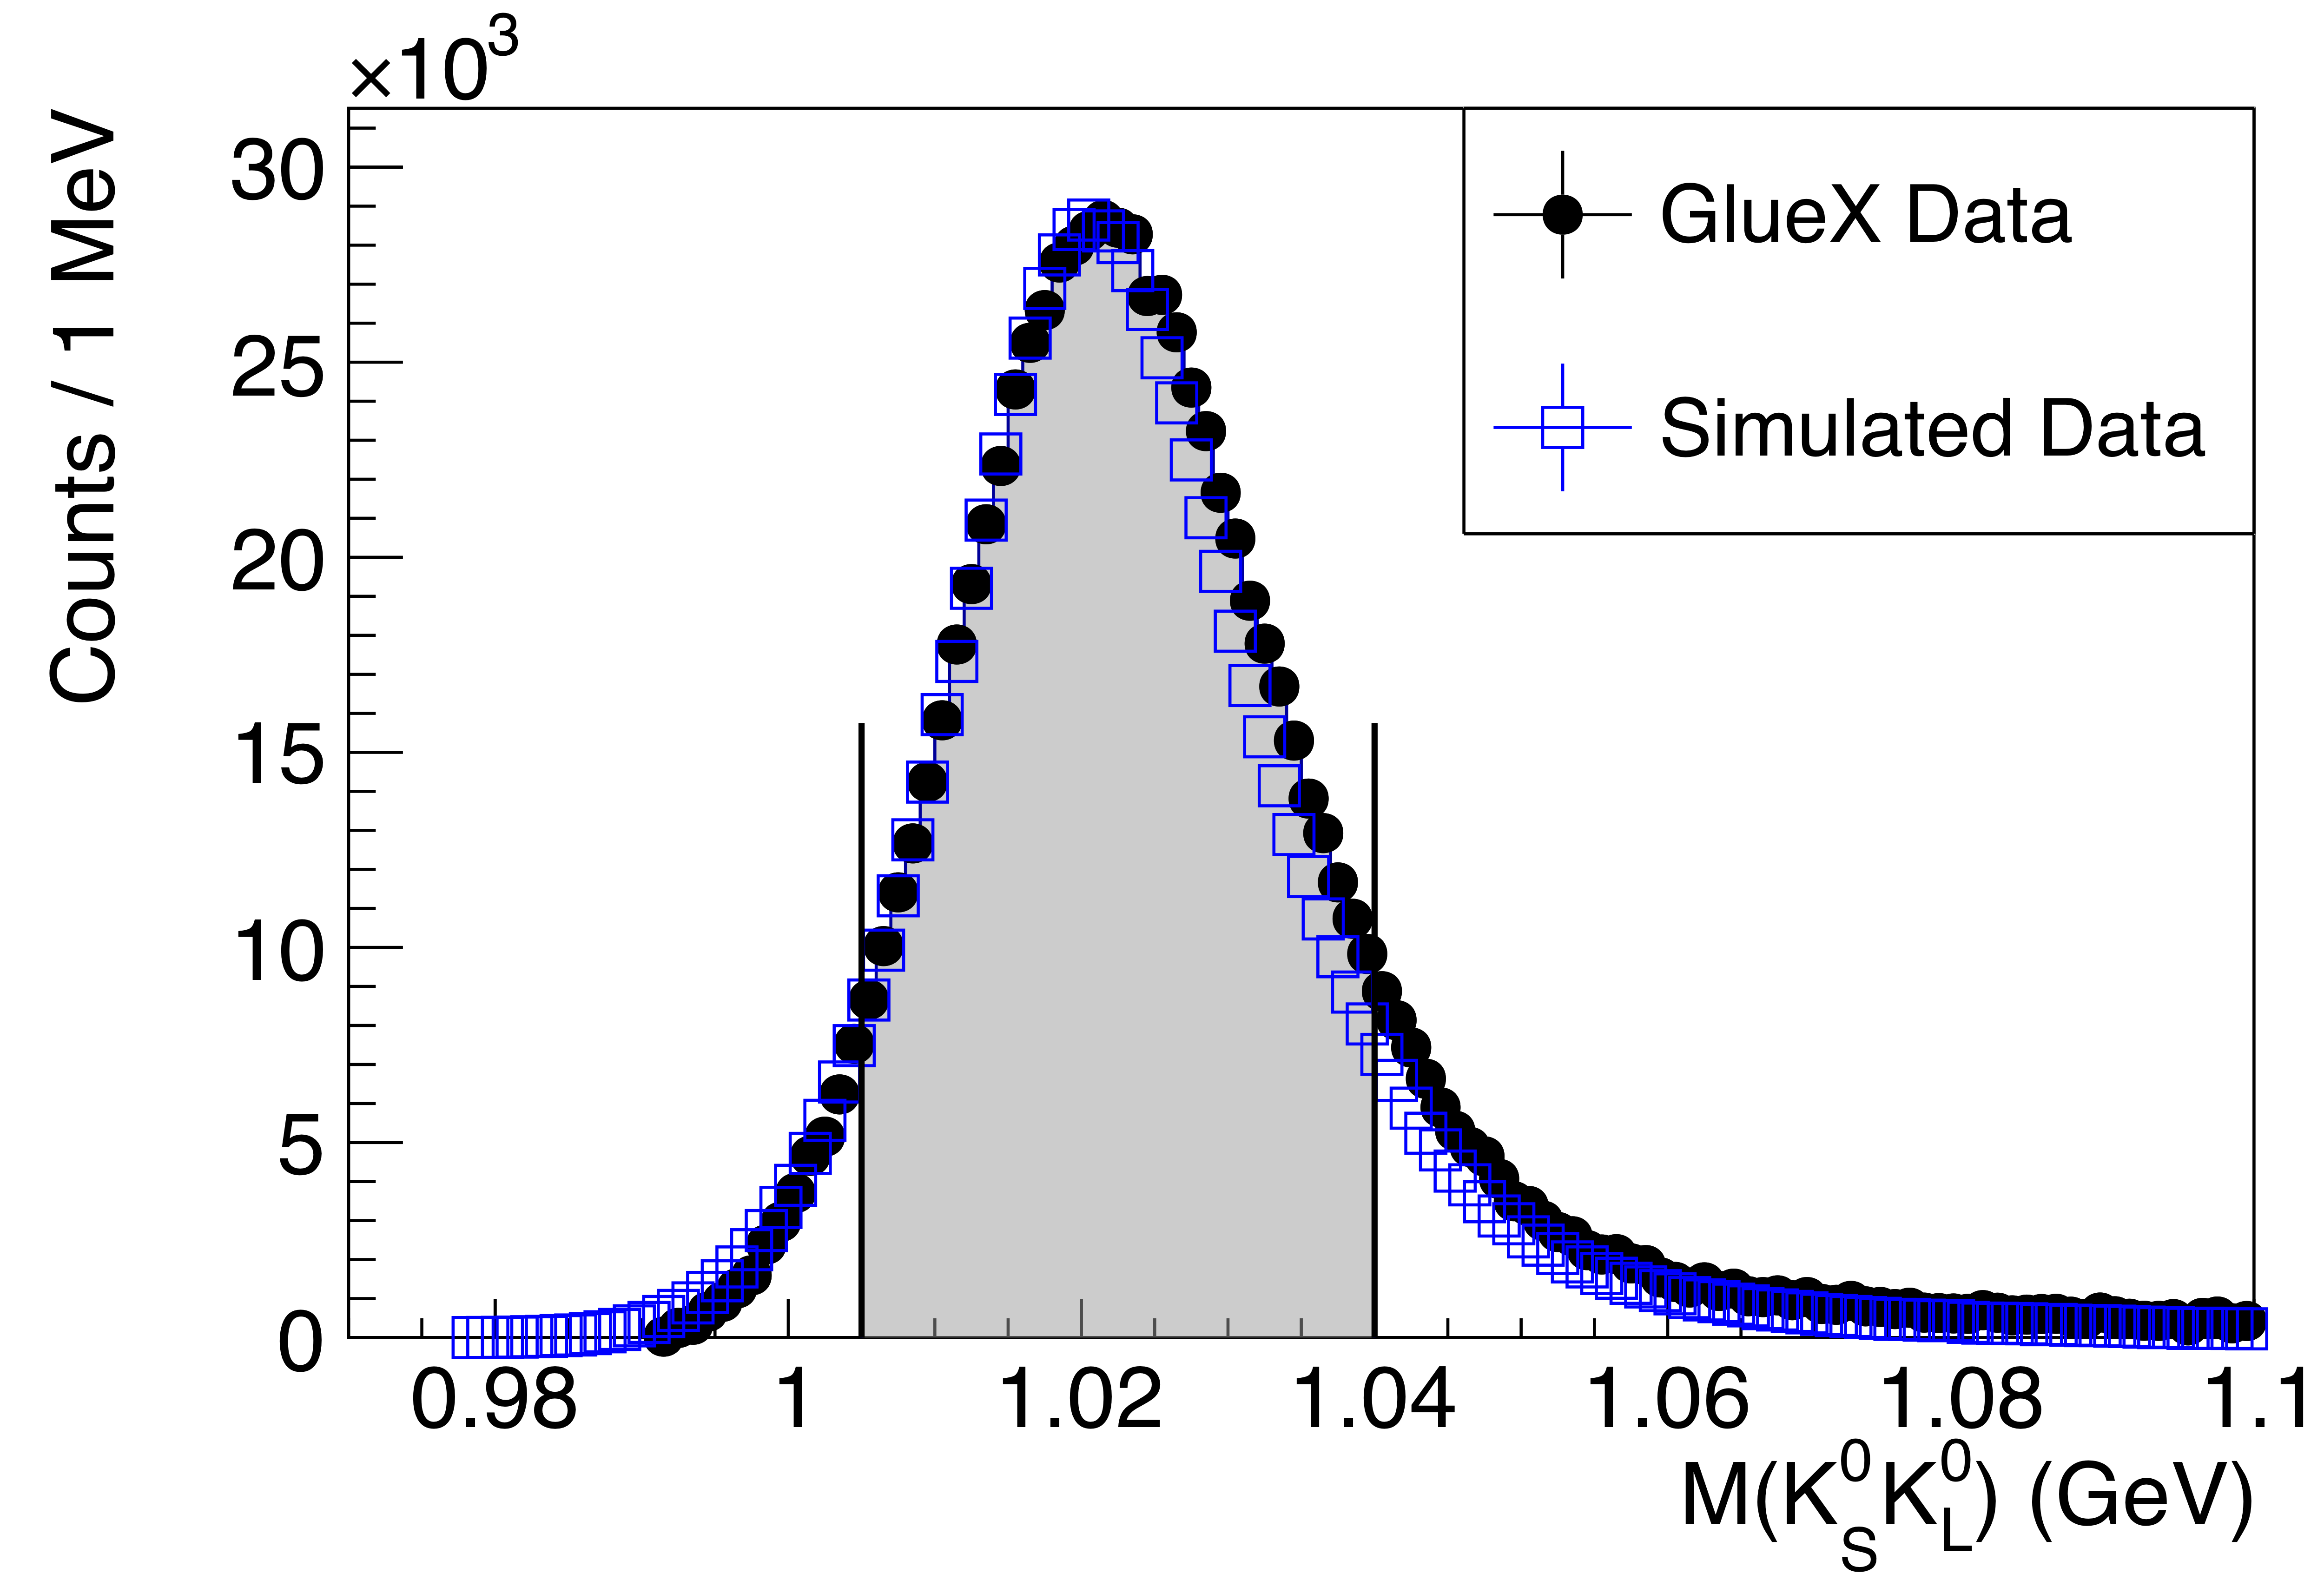 ×10³
Counts / 1 MeV
30
25
20
15
10
5
0
GlueX Data
Simulated Data
0.98 1 1.02 1.04 1.06 1.08 1.1
M(K⁰_S K⁰_L) (GeV)